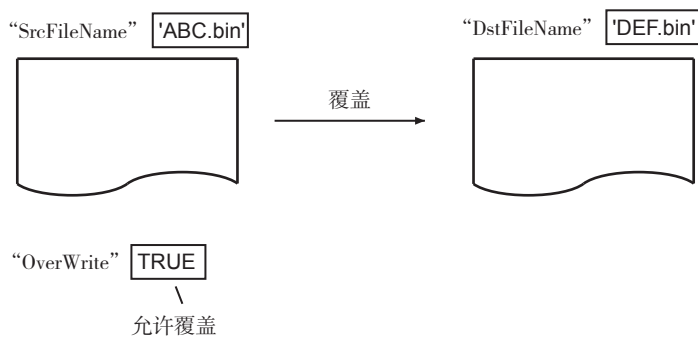 “SrcFileName” 'ABC.bin'
“DstFileName” 'DEF.bin'
覆盖
“OverWrite” TRUE
允许覆盖